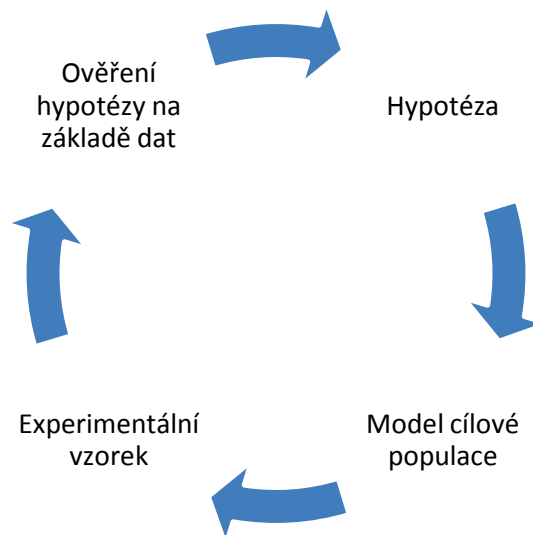 Ověření
hypotézy na
základě dat
Hypotéza
Experimentální
vzorek
Model cílové
populace